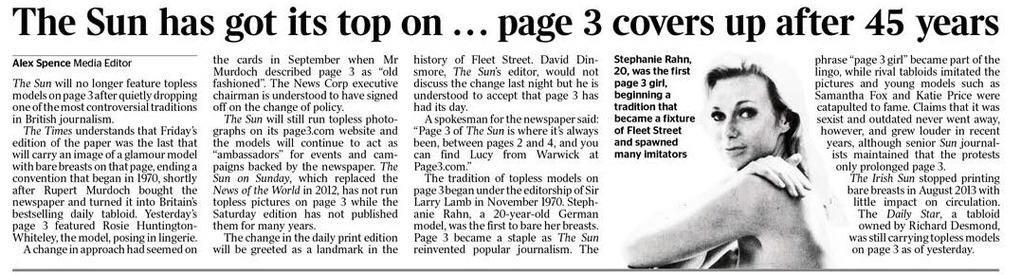 The Sun has got its top on ... page 3 covers up after 45 years
Alex Spence Media Editor
The Sun will no longer feature topless
models on page 3 after quietly dropping
one of the most controversial traditions
in British journalism.
The Times understands that Friday's
edition of the paper was the last that
will carry an image of a glamour model
with bare breasts on that page, ending a
convention that began in 1970, shortly
after Rupert Murdoch bought the
newspaper and turned it into Britain's
bestselling daily tabloid. Yesterday's
page 3 featured Rosie Huntington-
Whiteley, the model, posing in lingerie.
A change in approach had seemed on
the cards in September when Mr
Murdoch described page 3 as "old
fashioned". The News Corp executive
chairman is understood to have signed
off on the change of policy.
The Sun will still run topless photo-
graphs on its page3.com website and
the models will continue to act as
"ambassadors" for events and cam-
paigns backed by the newspaper. The
Sun on Sunday, which replaced the
News of the World in 2012, has not run
topless pictures on page 3 while the
Saturday edition has not published
them for many years.
The change in the daily print edition
will be greeted as a landmark in the
history of Fleet Street. David Din-
smore, The Sun's editor, would not
discuss the change last night but he is
understood to accept that page 3 has
had its day.
A spokesman for the newspaper said:
"Page 3 of The Sun is where it's always
been, between pages 2 and 4, and you
can find Lucy from Warwick at
Page3.com."
The tradition of topless models on
page 3 began under the editorship of Sir
Larry Lamb in November 1970. Steph-
anie Rahn, a 20-year-old German
model, was the first to bare her breasts.
Page 3 became a staple as The Sun
reinvented popular journalism. The
Stephanie Rahn,
20, was the first
page 3 girl,
beginning a
tradition that
became a fixture
of Fleet Street
and spawned
many imitators
phrase "page 3 girl" became part of the
lingo, while rival tabloids imitated the
pictures and young models such as
Samantha Fox and Katie Price were
catapulted to fame. Claims that it was
sexist and outdated never went away,
however, and grew louder in recent
years, although senior Sun journal-
ists maintained that the protests
only prolonged page 3.
The Irish Sun stopped printing
bare breasts in August 2013 with
little impact on circulation.
The Daily Star, a tabloid
owned by Richard Desmond,
was still carrying topless models
on page 3 as of yesterday.